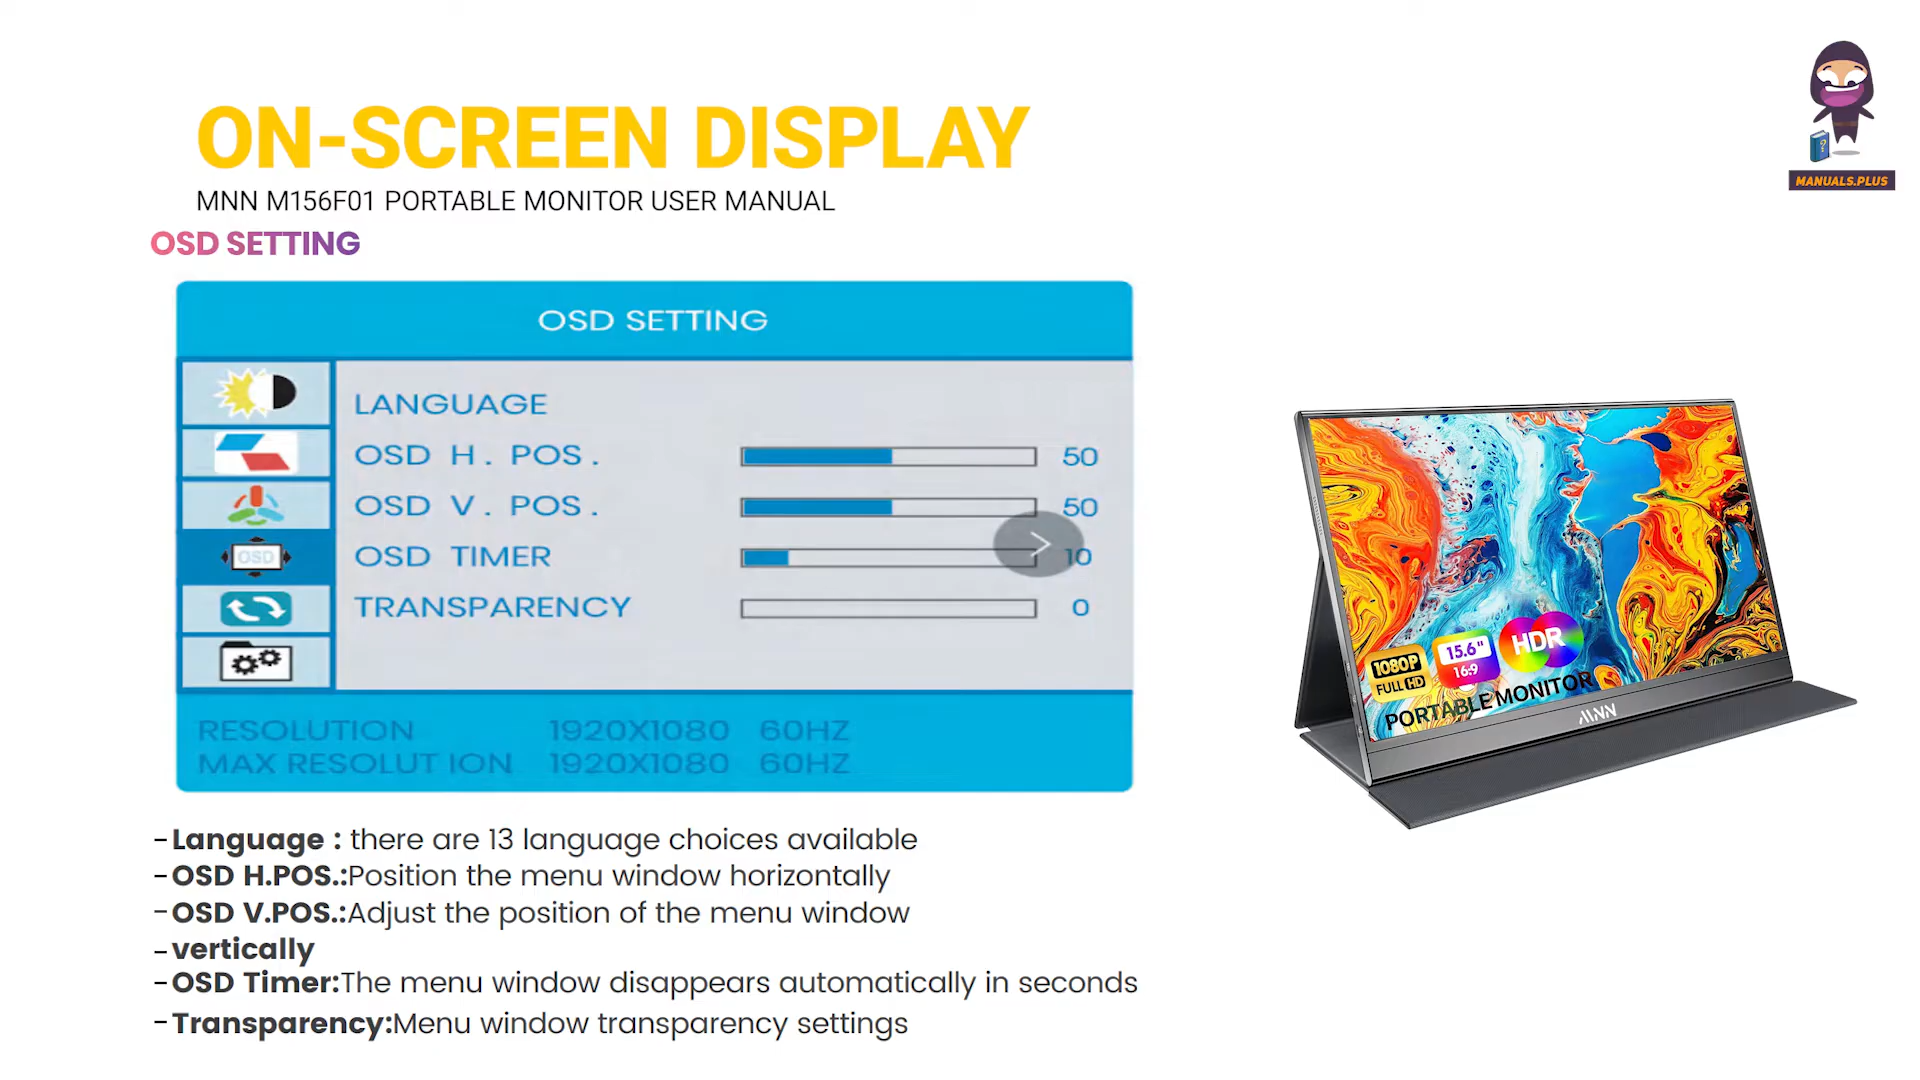 ON-SCREEN DISPLAY
MNN M156F01 PORTABLE MONITOR USER MANUAL
MANUALS.PLUS
OSD SETTING
OSD SETTING
LANGUAGE
OSD H. POS. 50
OSD V. POS. 50
OSD
OSD TIMER 10
TRANSPARENCY 0
RESOLUTION 1920X1080 60HZ
MAX RESOLUT ION 1920X1080 60HZ
1080P
FULL HD
15.6"
16:9
HDR
PORTABLE MONITOR
MNN
-Language : there are 13 language choices available
-OSD H.POS.:Position the menu window horizontally
-OSD V.POS.:Adjust the position of the menu window
-vertically
-OSD Timer:The menu window disappears automatically in seconds
-Transparency:Menu window transparency settings